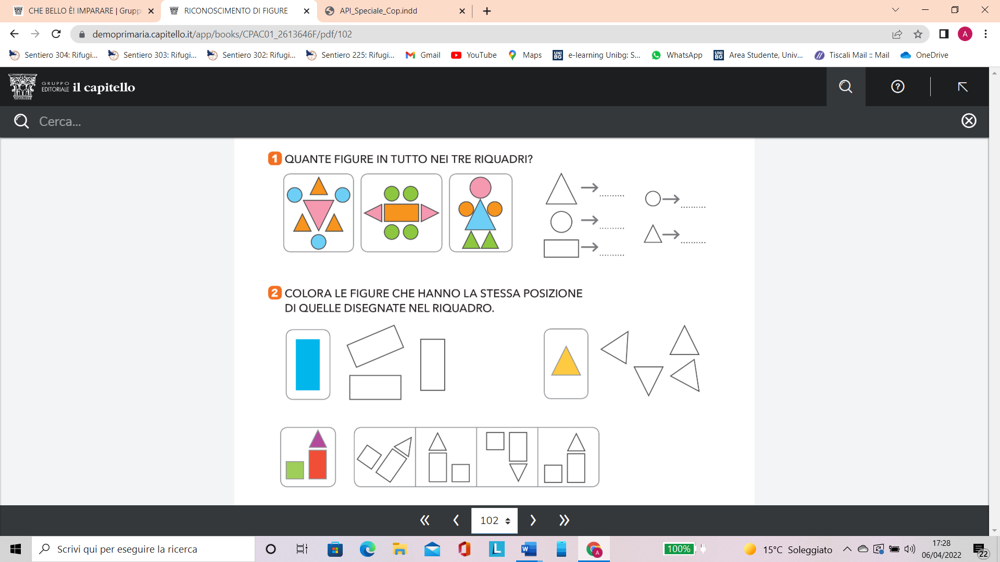 CHE BELLO È! IMPARARE | Grupp
RICONOSCIMENTO DI FIGURE
API_Speciale_Cop.indd
demoprimaria.capitello.it/app/books/CPAC01_2613646F/pdf/102
A
Sentiero 304: Rifugi...
Sentiero 303: Rifugi...
Sentiero 302: Rifugi...
Sentiero 225: Rifugi...
Gmail
YouTube
Maps
UNI BG
e-learning Unibg: S...
WhatsApp
UNI BG
Area Studente, Univ...
Tiscali Mail :: Mail
OneDrive
GRUPPO
EDITORIALE il capitello
?
Cerca...
1 QUANTE FIGURE IN TUTTO NEI TRE RIQUADRI?
..........
..........
..........
..........
..........
2 COLORA LE FIGURE CHE HANNO LA STESSA POSIZIONE
DI QUELLE DISEGNATE NEL RIQUADRO.
102
Scrivi qui per eseguire la ricerca
L
W
A
100%
15°C Soleggiato
17:28
06/04/2022
22